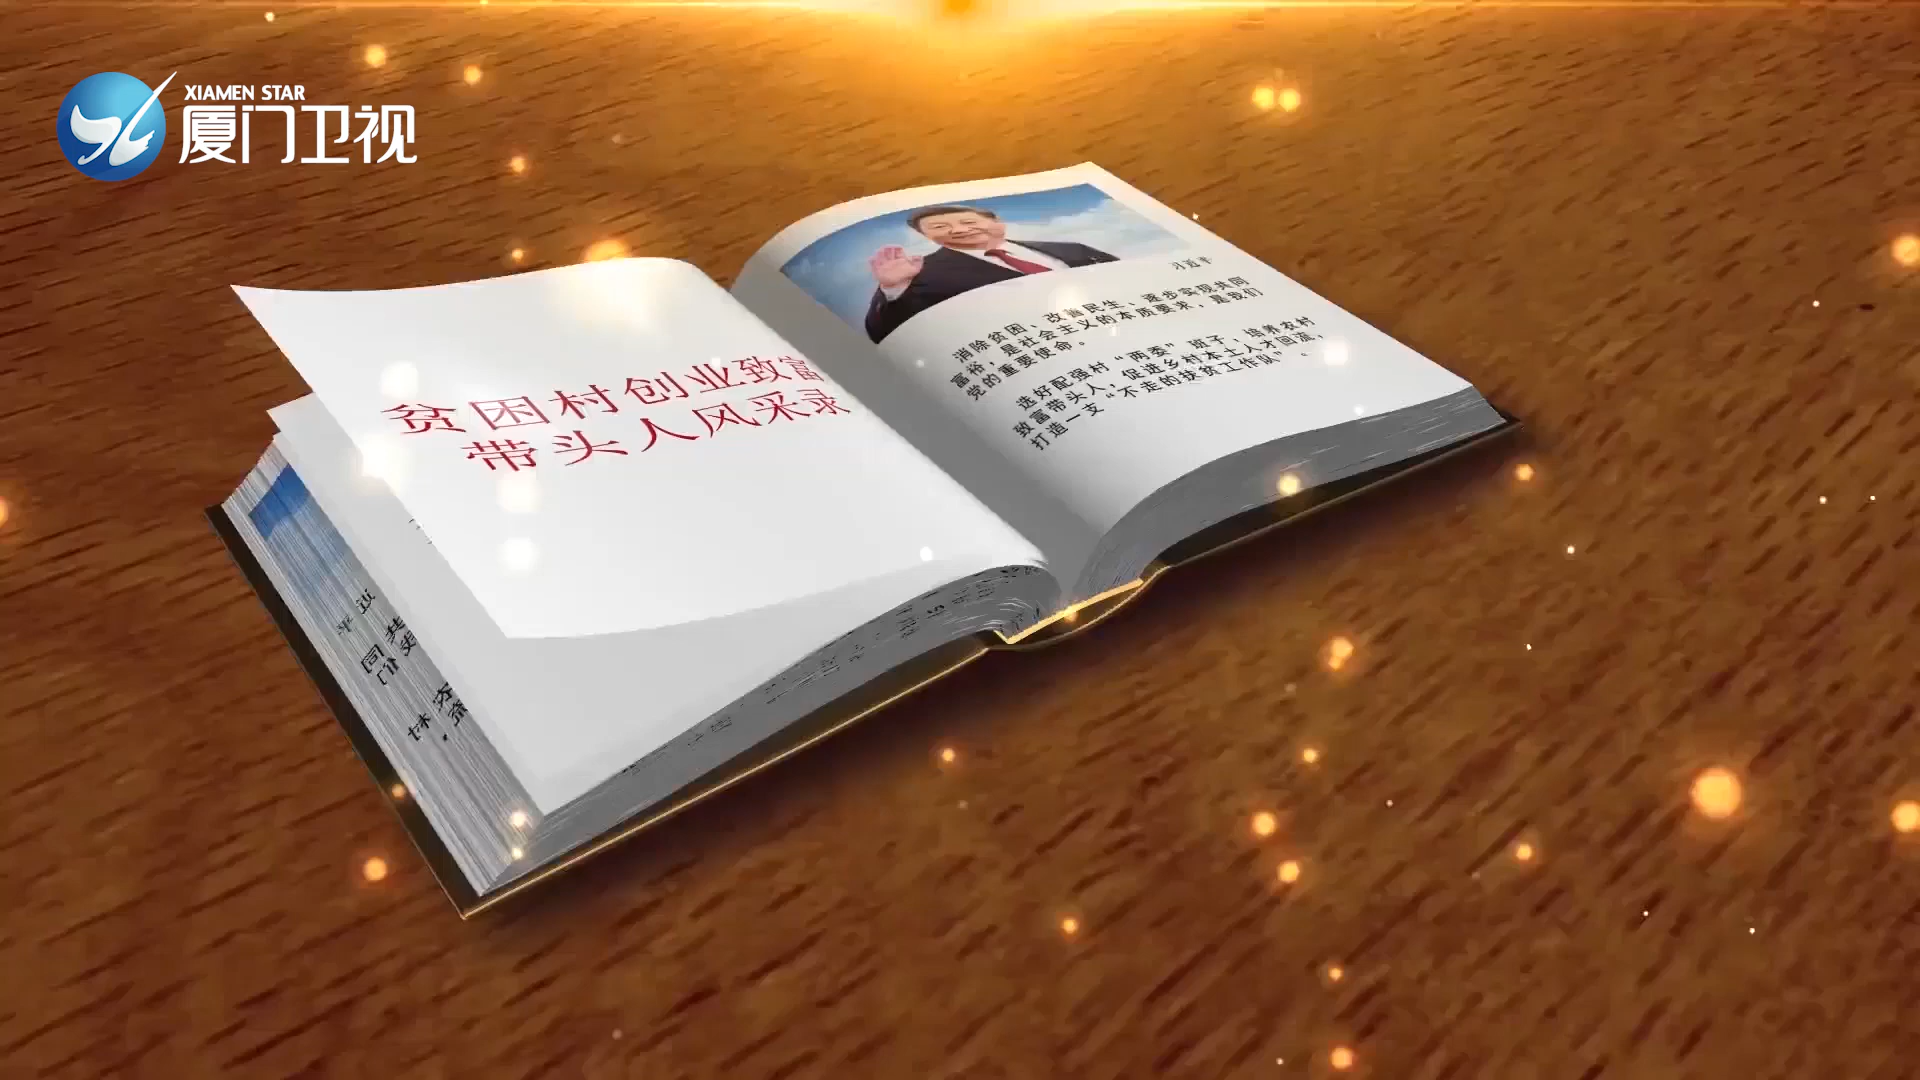 XIAMEN STAR
厦门卫视
贫困村创业致富
带头人风采录
习近平
消除贫困、改善民生、逐步实现共同
富裕，是社会主义的本质要求，是我们
党的重要使命。
选好配强村“两委”班子，培养农村
致富带头人，促进乡村本土人才回流，
打造一支“不走的扶贫工作队”。